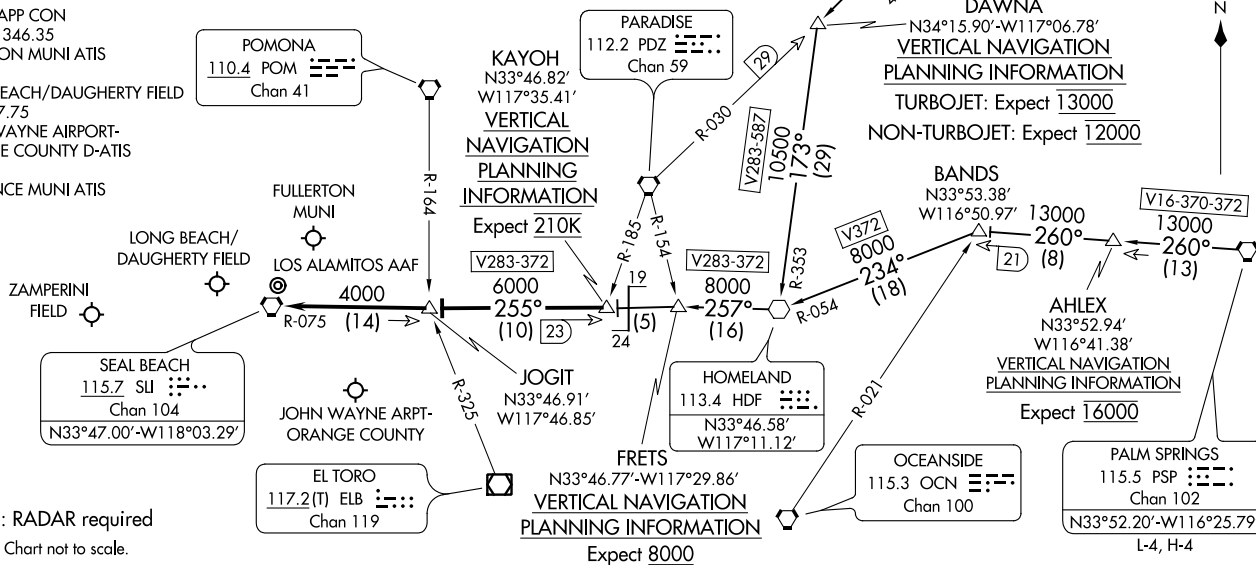 APP CON
346.35
ON MUNI ATIS
EACH/DAUGHERTY FIELD
7.75
WAYNE AIRPORT-
E COUNTY D-ATIS
NCE MUNI ATIS
POMONA
110.4 POM
Chan 41
KAYOH
N33°46.82'
W117°35.41'
VERTICAL
NAVIGATION
PLANNING
INFORMATION
Expect 210K
PARADISE
112.2 PDZ
Chan 59
DAWNA
N34°15.90'-W117°06.78'
VERTICAL NAVIGATION
PLANNING INFORMATION
TURBOJET: Expect 13000
NON-TURBOJET: Expect 12000
N
29
R-030
V283-587
10500
173°
(29)
R-353
BANDS
N33°53.38'
W116°50.97'
13000
260°
(8)
21
V16-370-372
13000
260°
(13)
V372
8000
234°
(18)
R-054
R-164
R-185
R-154
FULLERTON
MUNI
LONG BEACH/
DAUGHERTY FIELD
LOS ALAMITOS AAF
ZAMPERINI
FIELD
4000
(14)
R-075
V283-372
6000
255°
(10)
23
19
24
(5)
V283-372
8000
257°
(16)
AHLEX
N33°52.94'
W116°41.38'
VERTICAL NAVIGATION
PLANNING INFORMATION
Expect 16000
SEAL BEACH
115.7 SLI
Chan 104
N33°47.00'-W118°03.29'
JOHN WAYNE ARPT-
ORANGE COUNTY
R-325
JOGIT
N33°46.91'
W117°46.85'
HOMELAND
113.4 HDF
N33°46.58'
W117°11.12'
R-021
EL TORO
117.2(T) ELB
Chan 119
FRETS
N33°46.77'-W117°29.86'
VERTICAL NAVIGATION
PLANNING INFORMATION
Expect 8000
OCEANSIDE
115.3 OCN
Chan 100
PALM SPRINGS
115.5 PSP
Chan 102
N33°52.20'-W116°25.79
L-4, H-4
: RADAR required
Chart not to scale.